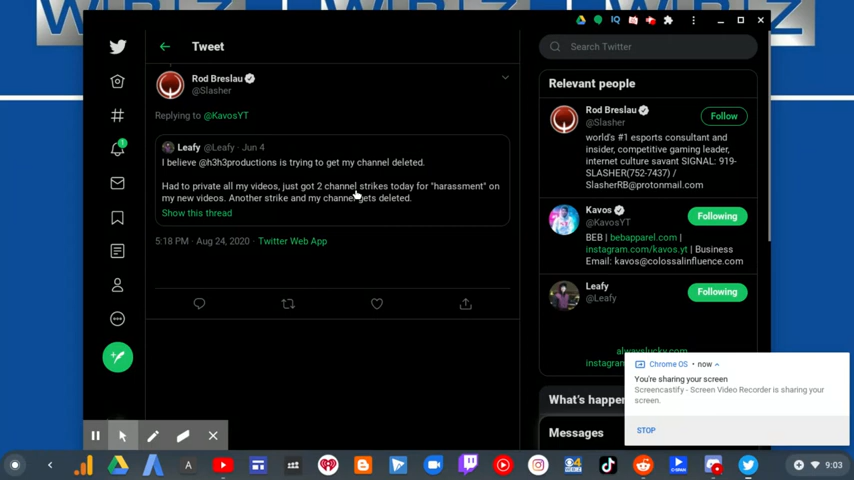 WBZ
WBZ
Tweet
Search Twitter
Rod Breslau
@Slasher
Replying to @KavosYT
Leafy @Leafy · Jun 4
I believe @h3h3productions is trying to get my channel deleted.
Had to private all my videos, just got 2 channel strikes today for "harassment" on
my new videos. Another strike and my channel gets deleted.
Show this thread
5:18 PM · Aug 24, 2020 · Twitter Web App
Relevant people
Rod Breslau
@Slasher
Follow
world's #1 esports consultant and
insider, competitive gaming leader,
internet culture savant SIGNAL: 919-
SLASHER(752-7437) /
SlasherRB@protonmail.com
Kavos
@KavosYT
Following
BEB | bebapparel.com |
instagram.com/kavos.yt | Business
Email: kavos@colossalinfluence.com
Leafy
@Leafy
Following
alwayslucky.com
instagram
What's happe
Messages
Chrome OS · now
You're sharing your screen
Screencastify - Screen Video Recorder is sharing your
screen.
STOP
9:03